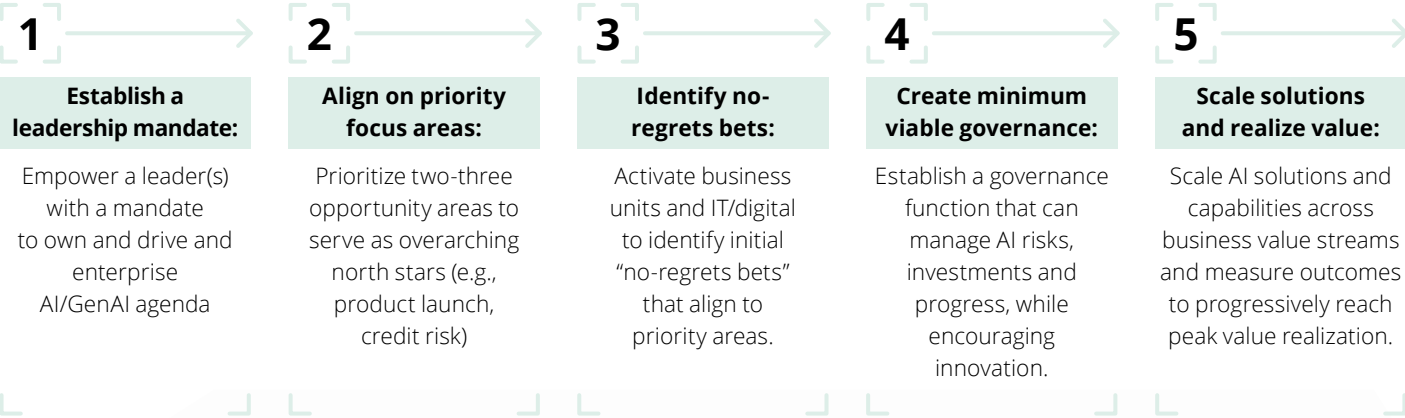 1
Establish a
leadership mandate:
Empower a leader(s)
with a mandate
to own and drive and
enterprise
AI/GenAI agenda
2
Align on priority
focus areas:
Prioritize two-three
opportunity areas to
serve as overarching
north stars (e.g.,
product launch,
credit risk)
3
Identify no-
regrets bets:
Activate business
units and IT/digital
to identify initial
“no-regrets bets”
that align to
priority areas.
4
Create minimum
viable governance:
Establish a governance
function that can
manage AI risks,
investments and
progress, while
encouraging
innovation.
5
Scale solutions
and realize value:
Scale AI solutions and
capabilities across
business value streams
and measure outcomes
to progressively reach
peak value realization.